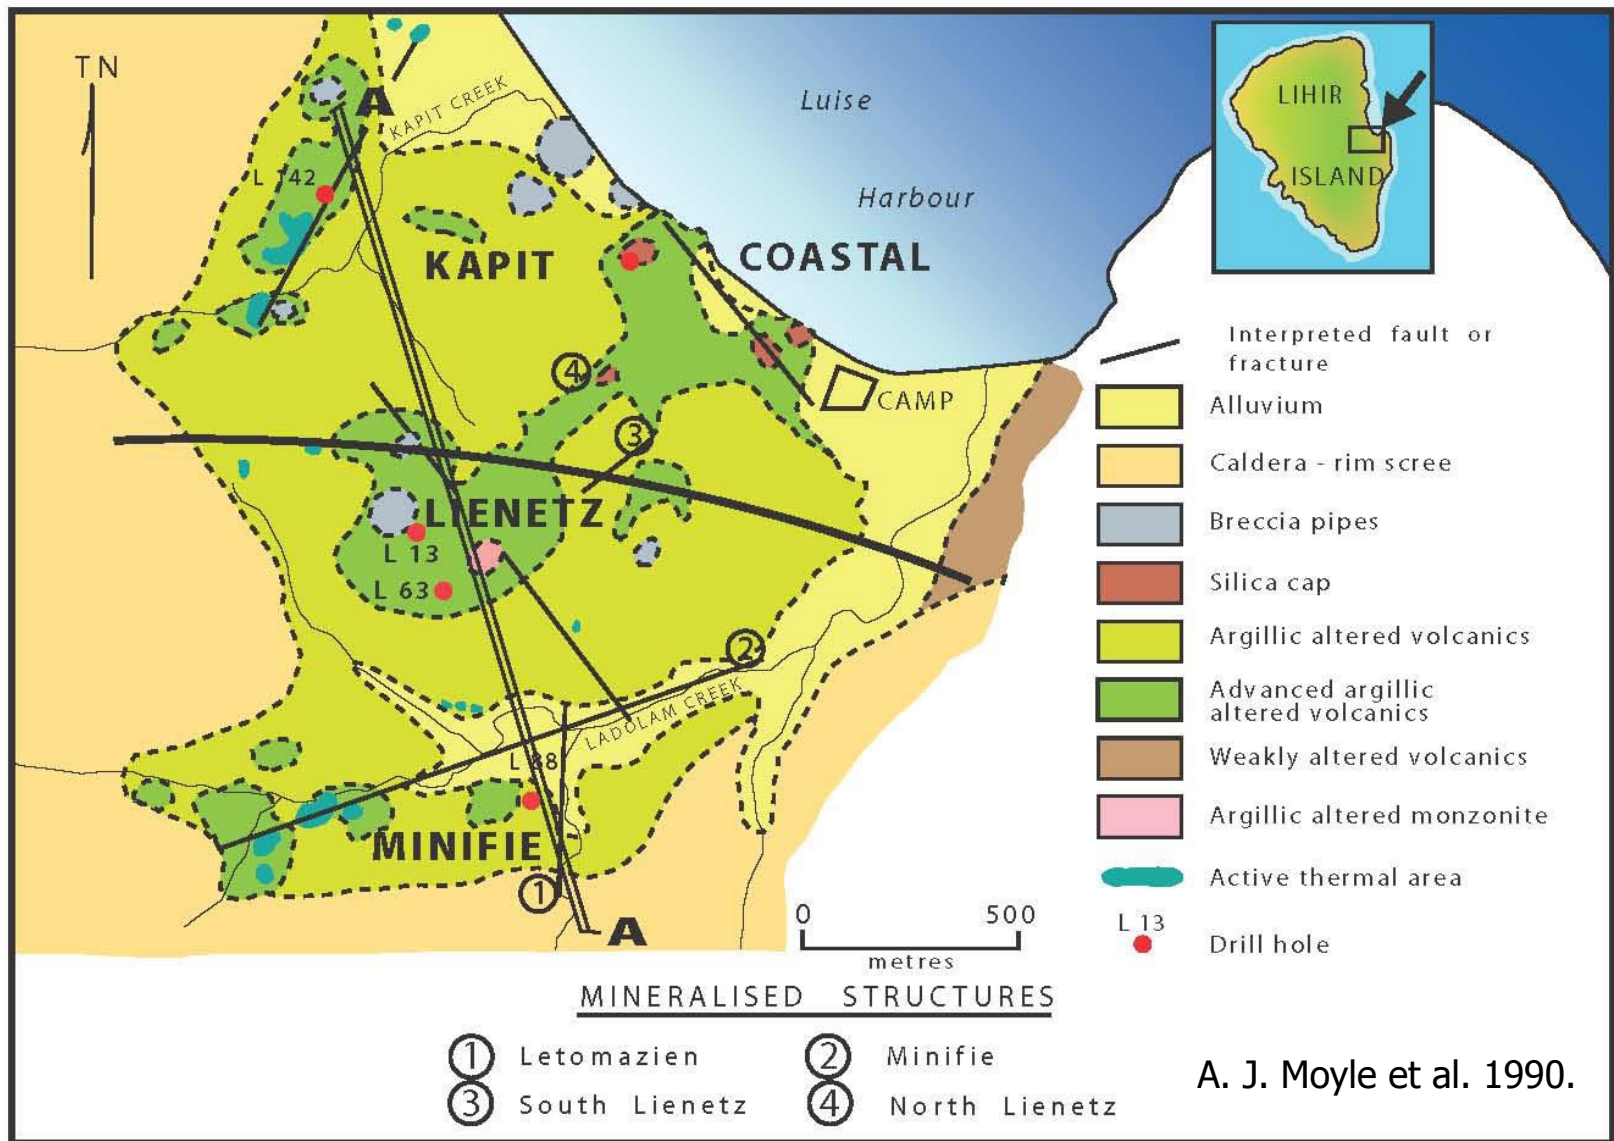 TN
A
KAPIT CREEK
Luise
Harbour
LIHIR
ISLAND
L 142
KAPIT
COASTAL
4
CAMP
3
LIENETZ
L 13
L 63
2
LADOLAM CREEK
L 88
MINIFIE
1
A
0 500
metres
Interpreted fault or
fracture
Alluvium
Caldera - rim scree
Breccia pipes
Silica cap
Argillic altered volcanics
Advanced argillic
altered volcanics
Weakly altered volcanics
Argillic altered monzonite
Active thermal area
L 13
Drill hole
MINERALISED STRUCTURES
1 Letomazien
2 Minifie
3 South Lienetz
4 North Lienetz
A. J. Moyle et al. 1990.